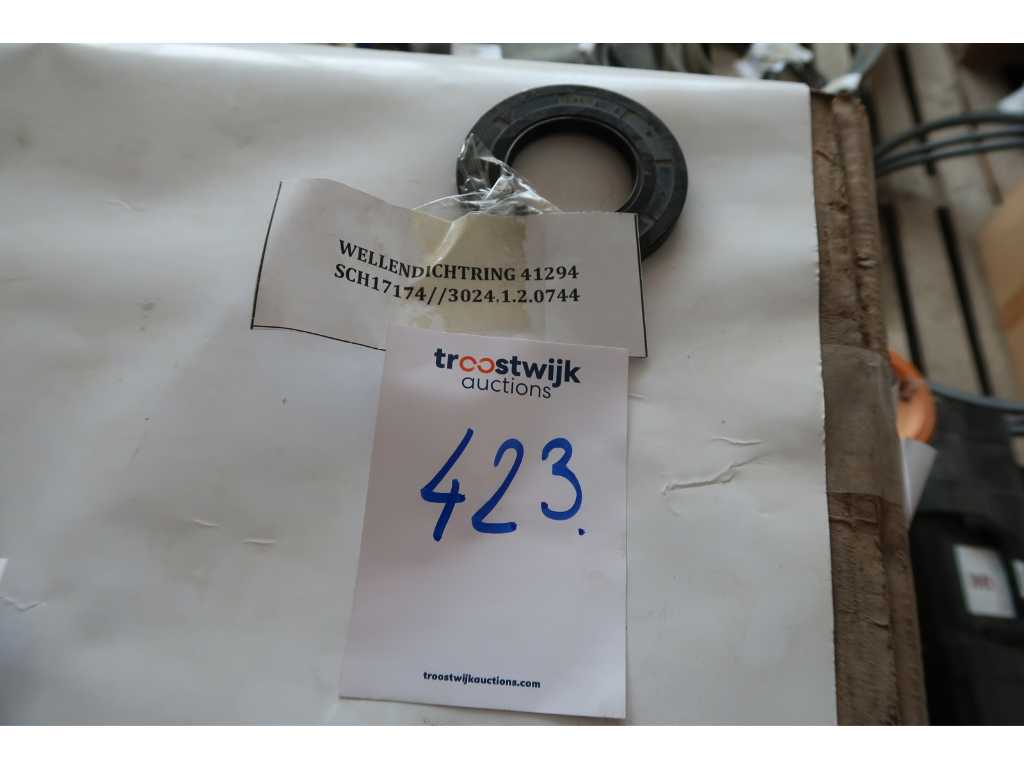 WELLENDICHTRING 41294
SCH17174//3024.1.2.0744
troostwijk
auctions
423.
troostwijkauctions.com